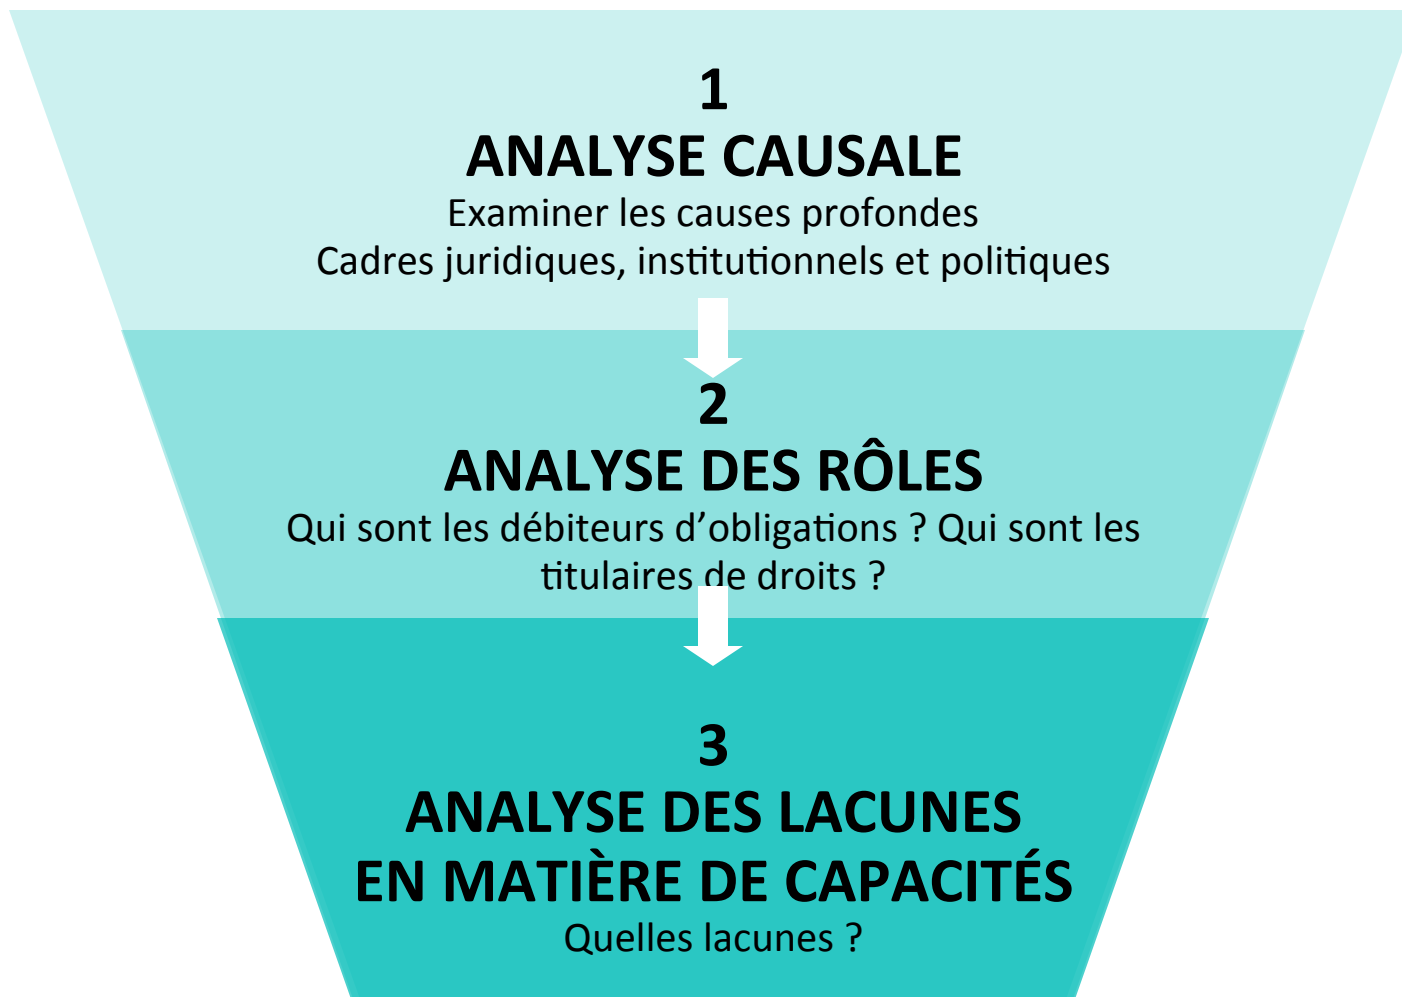 1
ANALYSE CAUSALE
Examiner les causes profondes
Cadres juridiques, institutionnels et politiques
2
ANALYSE DES RÔLES
Qui sont les débiteurs d’obligations ? Qui sont les
titulaires de droits ?
3
ANALYSE DES LACUNES
EN MATIÈRE DE CAPACITÉS
Quelles lacunes ?